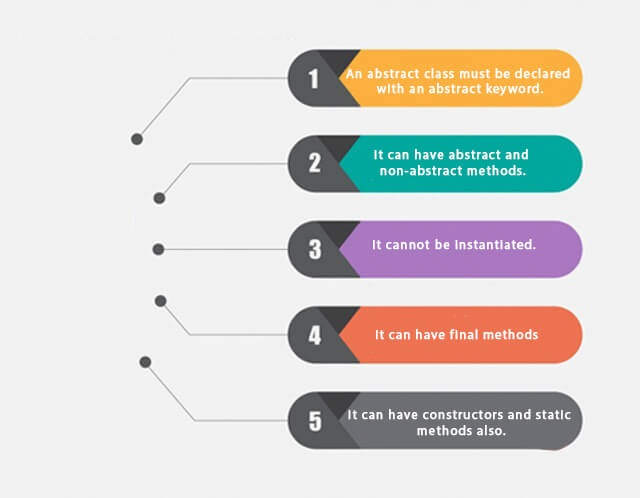 1
An abstract class must be declared
with an abstract keyword.
2
It can have abstract and
non-abstract methods.
3
It cannot be instantiated.
4
It can have final methods
5
It can have constructors and static
methods also.